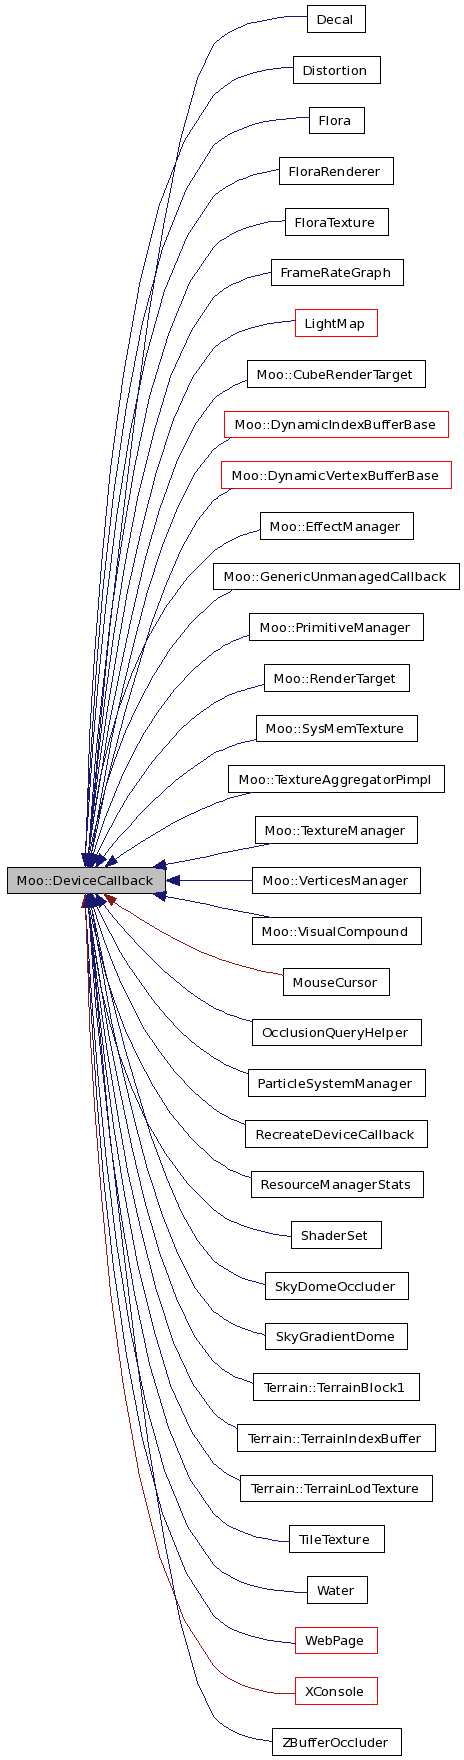 Decal
Distortion
Flora
FloraRenderer
FloraTexture
FrameRateGraph
LightMap
Moo::CubeRenderTarget
Moo::DynamicIndexBufferBase
Moo::DynamicVertexBufferBase
Moo::EffectManager
Moo::GenericUnmanagedCallback
Moo::PrimitiveManager
Moo::RenderTarget
Moo::SysMemTexture
Moo::TextureAggregatorPimpl
Moo::TextureManager
Moo::DeviceCallback
Moo::VerticesManager
Moo::VisualCompound
MouseCursor
OcclusionQueryHelper
ParticleSystemManager
RecreateDeviceCallback
ResourceManagerStats
ShaderSet
SkyDomeOccluder
SkyGradientDome
Terrain::TerrainBlock1
Terrain::TerrainIndexBuffer
Terrain::TerrainLodTexture
TileTexture
Water
WebPage
XConsole
ZBufferOccluder